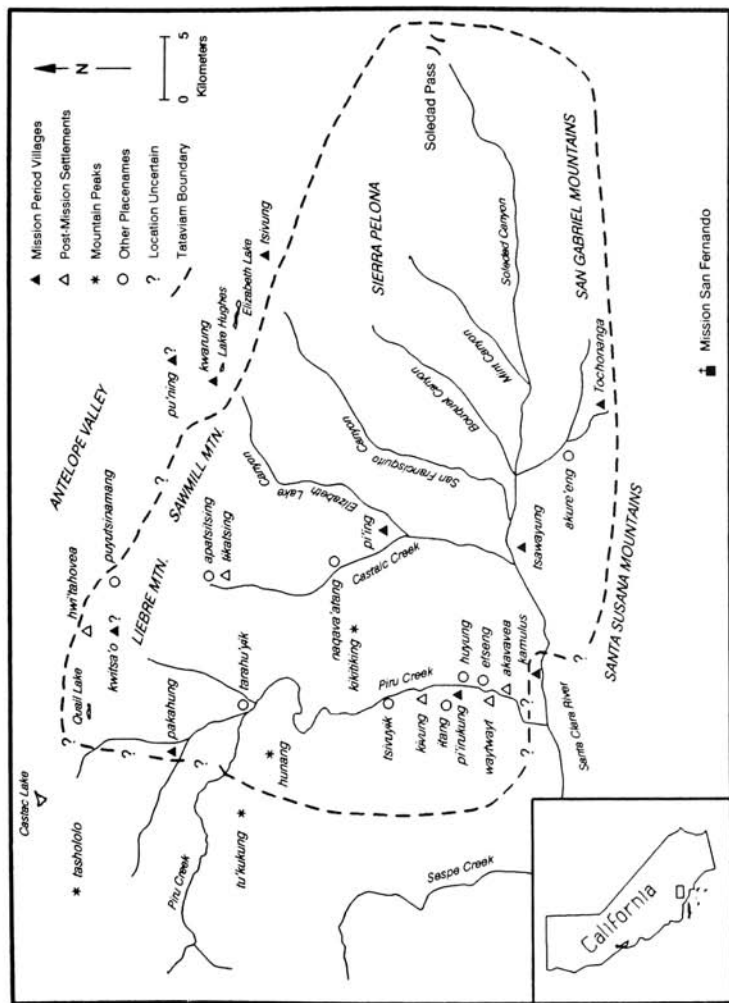 N
0
5
Kilometers
▲ Mission Period Villages
△ Post-Mission Settlements
* Mountain Peaks
○ Other Placenames
? Location Uncertain
Tataviam Boundary
Castac Lake
tashololo
Quail Lake
hwi'tahovea
ANTELOPE VALLEY
pakahung
kwitsa'o
?
puyutsinamang
?
?
?
?
LIEBRE MTN.
SAWMILL MTN.
pu'ning
?
kwarung
Lake Hughes
Elizabeth Lake
tsivung
Piru Creek
tu'kukung
hunang
tarahu'yik
apatsitsing
tikatsing
Elizabeth Lake
Canyon
San Francisquito
Canyon
Bouquet Canyon
Mint Canyon
SIERRA PELONA
Soledad Pass
Soledad Canyon
naqava'atang
kikitiking
pi'ing
Castaic Creek
Piru Creek
tsivuyik
kivung
itang
pi'irukung
huyung
waytwayt
etseng
akavavea
kamulus
?
?
tsawayung
akure'eng
Tochonanga
SAN GABRIEL MOUNTAINS
SANTA SUSANA MOUNTAINS
Santa Clara River
Sespe Creek
Mission San Fernando
California